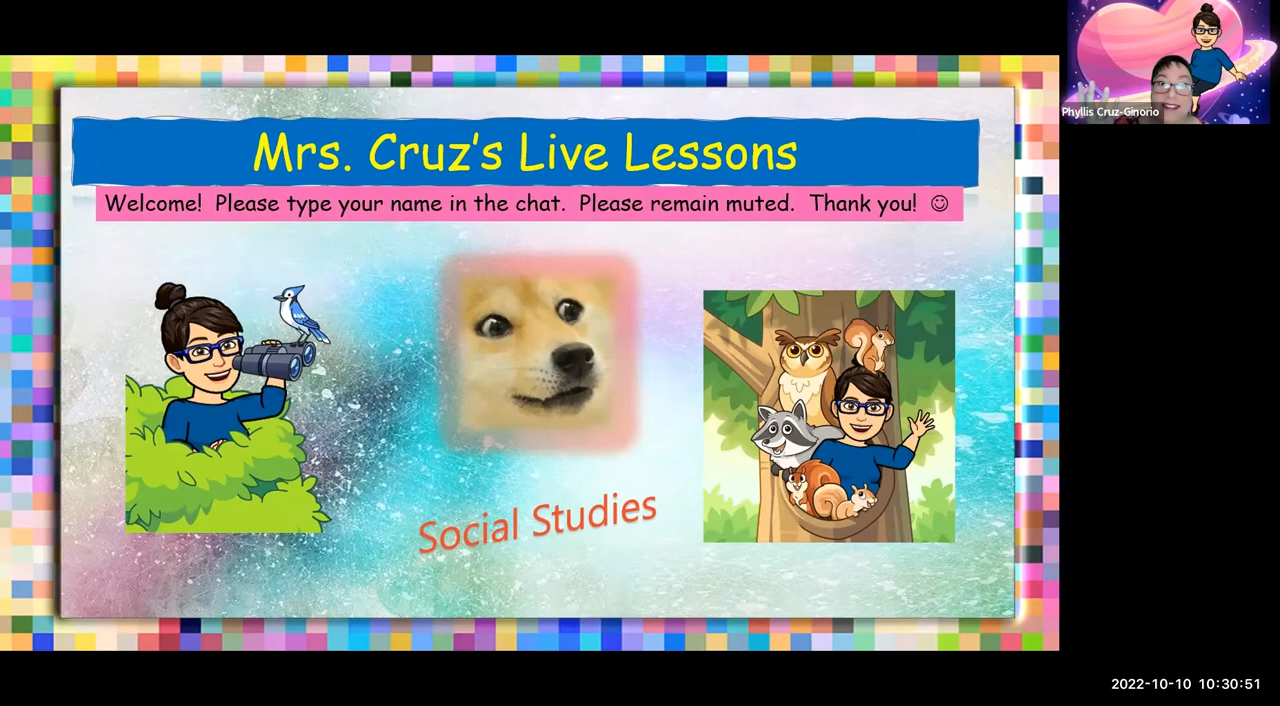 Mrs. Cruz's Live Lessons
Welcome! Please type your name in the chat. Please remain muted. Thank you! ☺
Phyllis Cruz-Ginorio
Social Studies
2022-10-10 10:30:51